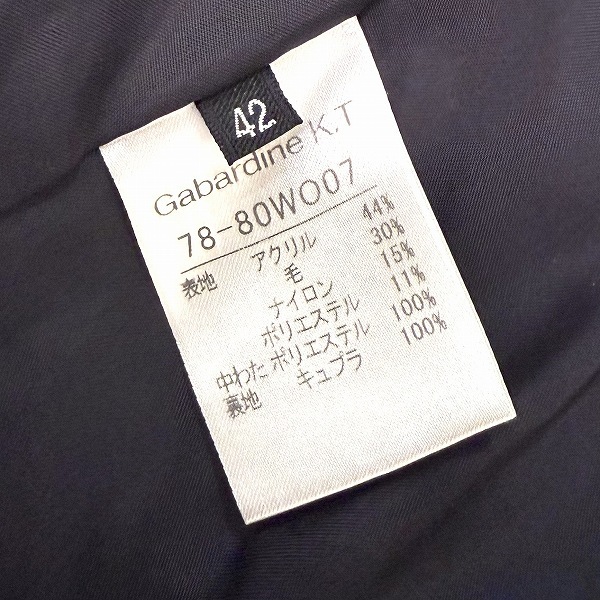 42
Gabardine K.T
78-80WO07
表地 アクリル 44%
毛 30%
ナイロン 15%
ポリエステル 11%
中わた ポリエステル 100%
裏地 キュプラ 100%